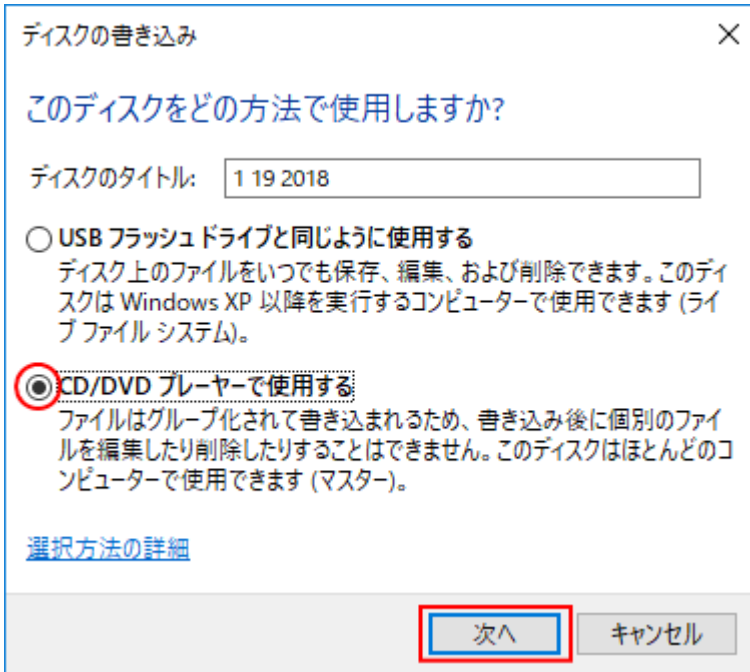 ディスクの書き込み
このディスクをどの方法で使用しますか?
ディスクのタイトル: 1 19 2018
USB フラッシュ ドライブと同じように使用する
ディスク上のファイルをいつでも保存、編集、および削除できます。このディ
スクは Windows XP 以降を実行するコンピューターで使用できます (ライ
ブ ファイル システム)。
CD/DVD プレーヤーで使用する
ファイルはグループ化されて書き込まれるため、書き込み後に個別のファイ
ルを編集したり削除したりすることはできません。このディスクはほとんどのコ
ンピューターで使用できます (マスター)。
選択方法の詳細
次へ キャンセル